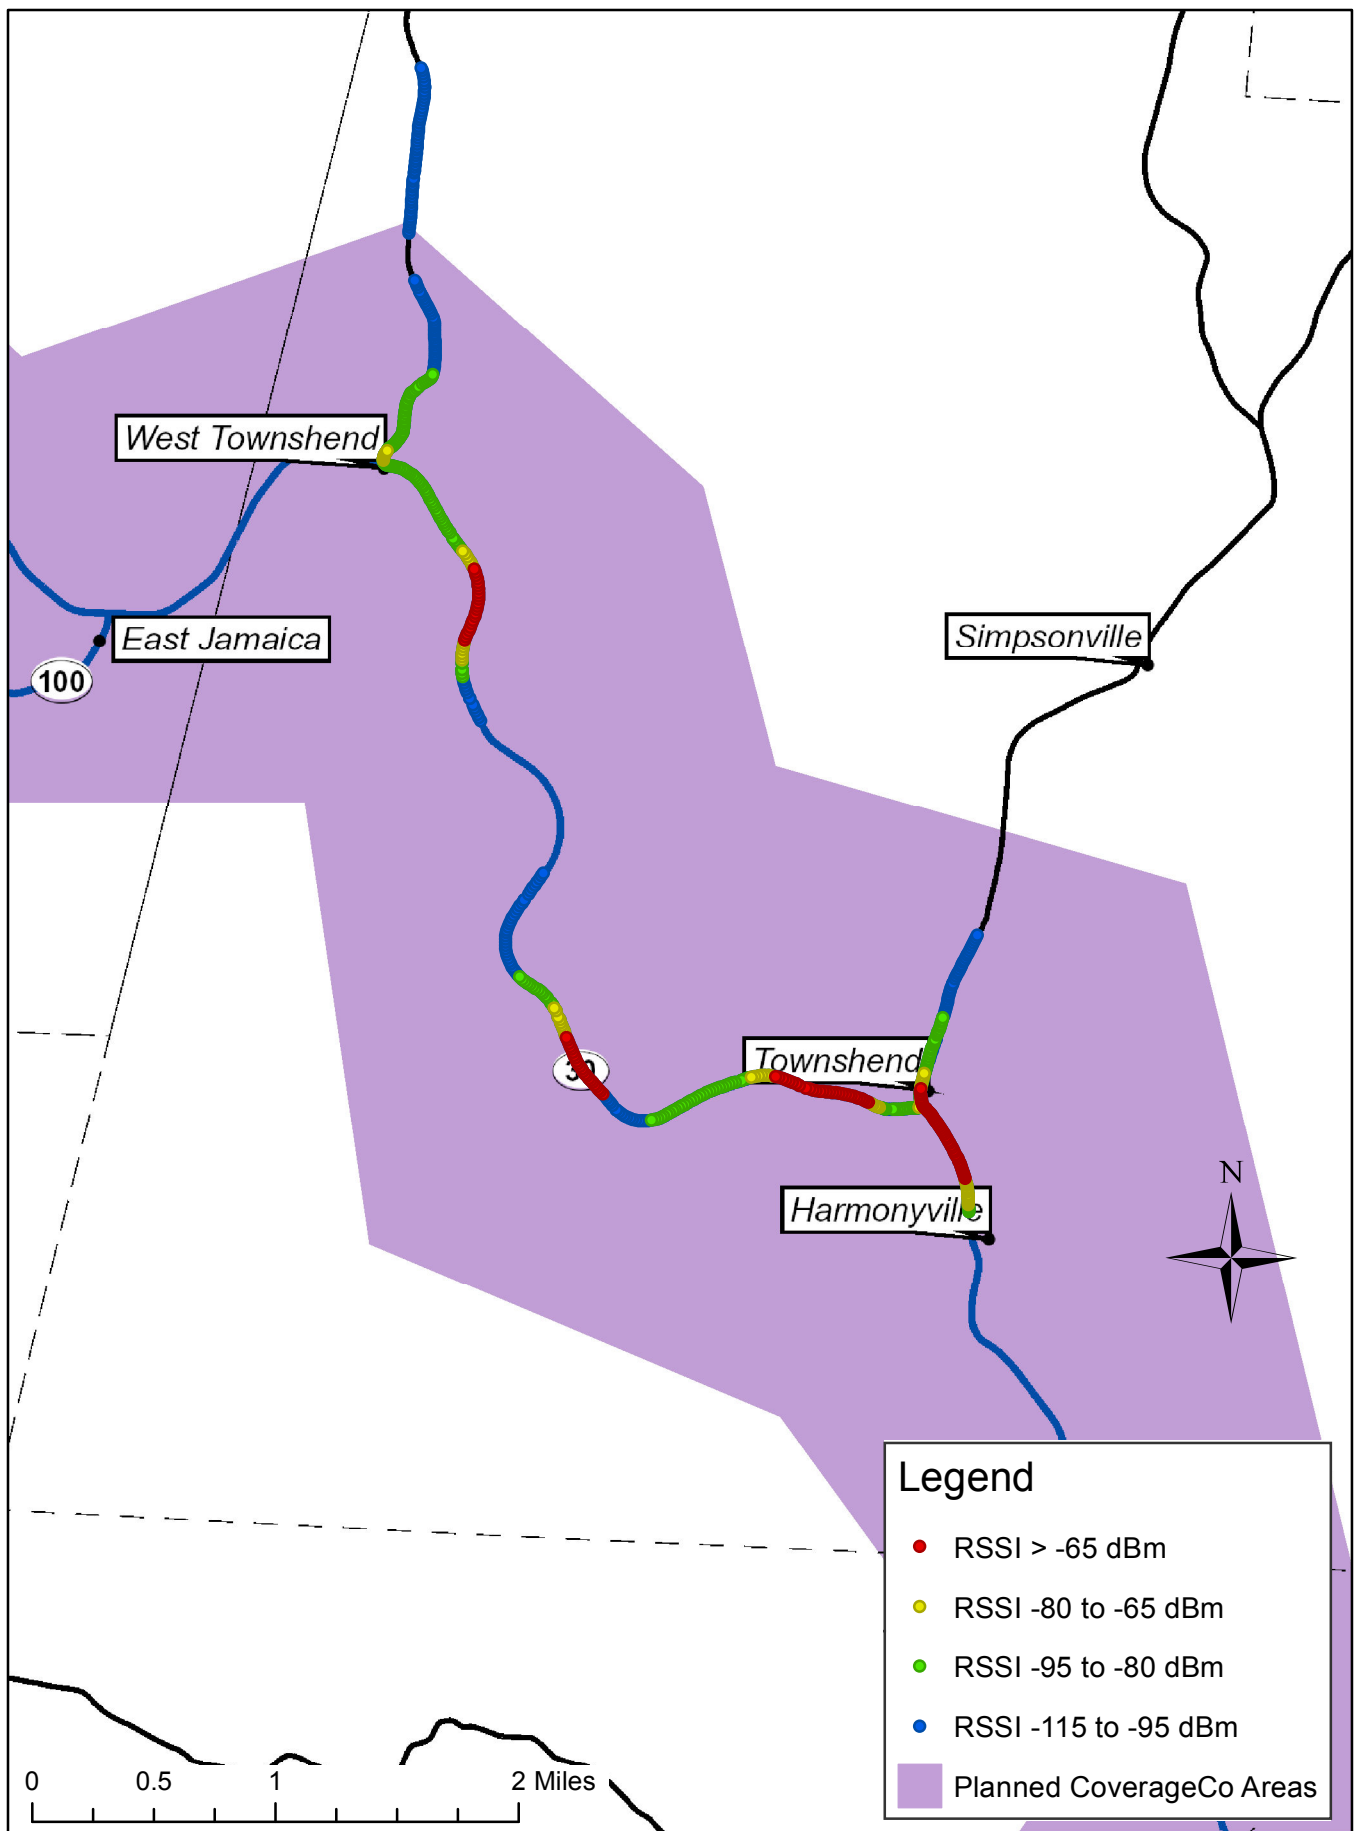 West Townshend
East Jamaica
100
Simpsonville
Townshend
30
Harmonyville
N
Legend
RSSI > -65 dBm
RSSI -80 to -65 dBm
RSSI -95 to -80 dBm
RSSI -115 to -95 dBm
Planned CoverageCo Areas
0 0.5 1 2 Miles